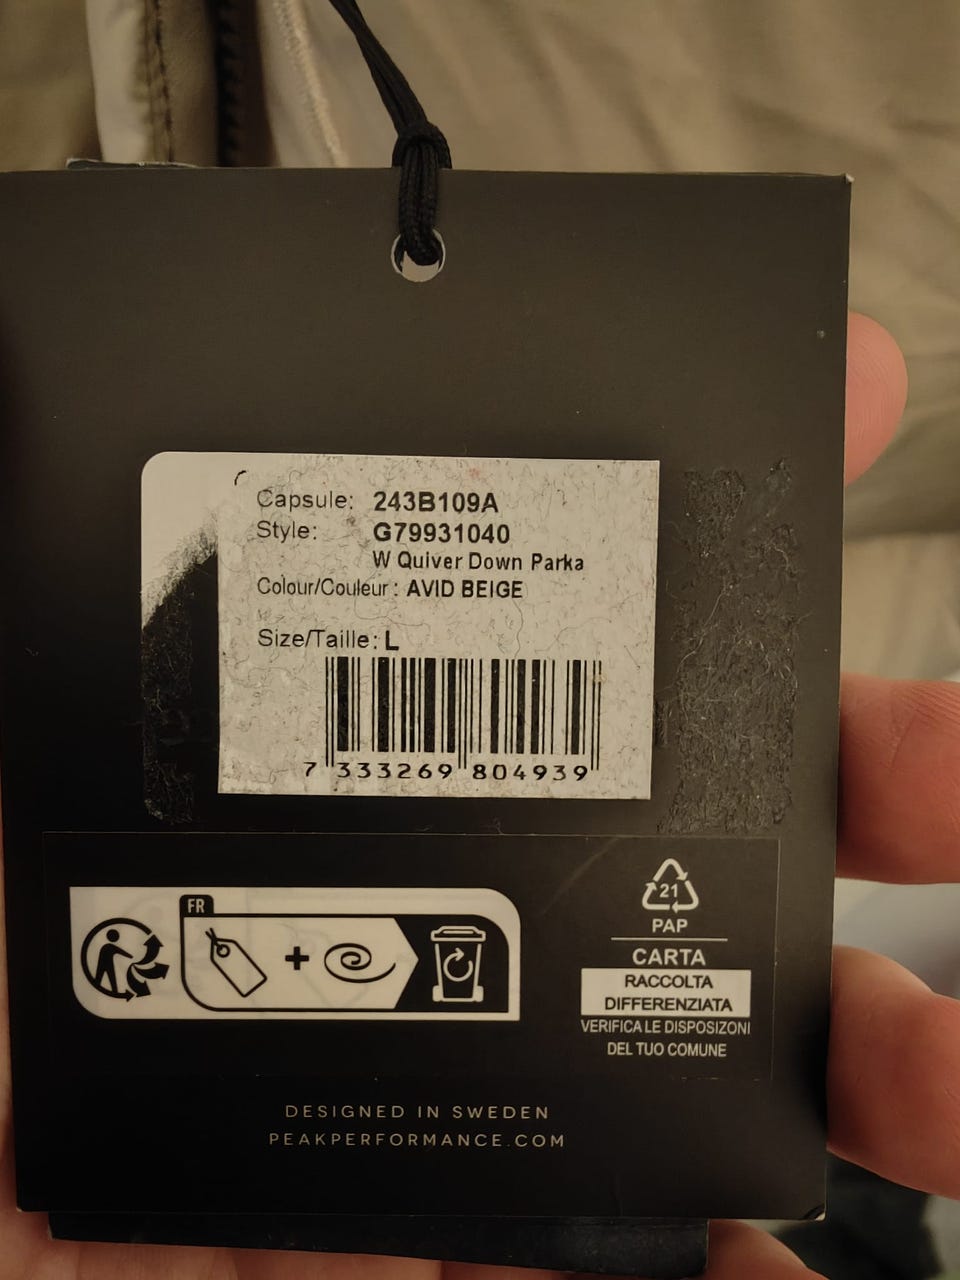 Capsule: 243B109A
Style: G79931040
W Quiver Down Parka
Colour/Couleur: AVID BEIGE
Size/Taille: L
7 333269 804939
FR
21
PAP
CARTA
RACCOLTA
DIFFERENZIATA
VERIFICA LE DISPOSIZONI
DEL TUO COMUNE
DESIGNED IN SWEDEN
PEAKPERFORMANCE.COM